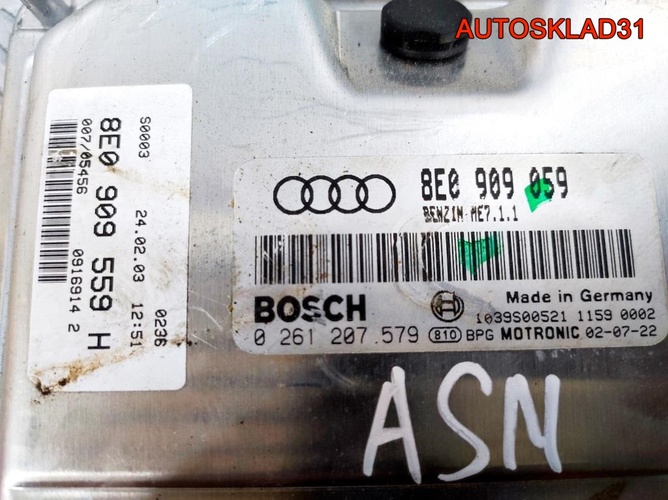 AUTOSKLAD31
S0003 24.02.03 12:51 0236
8E0 909 559 H
007/05456 0916914 2
8E0 909 059
BENZIN ME7.1.1
BOSCH Made in Germany
1039S00521 1159 0002
0 261 207.579 810 BPG MOTRONIC 02-07-22
ASN